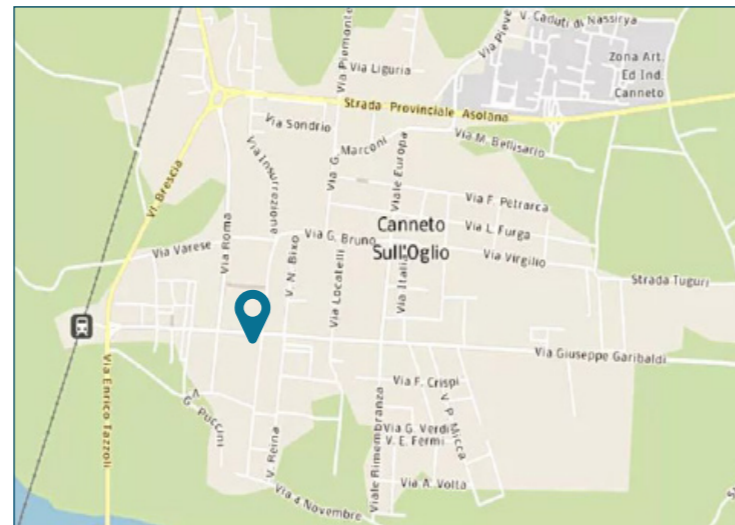 V. Caduti di Nassirya
Via Pieve
Via Piemonte
Zona Art.
Ed Ind.
Canneto
Via Liguria
Strada Provinciale Asolana
Via Sondrio
Via G. Marconi
Via M. Bellisario
Via Insurrezione
Viale Europa
Vl. Brescia
Via F. Petrarca
Via Roma
Canneto
Sull'Oglio
Via L. Furga
Via G. Bruno
Via Varese
Via Virgilio
V. N. Bixo
Via Locatelli
Via Italia
Strada Tuguri
Via Giuseppe Garibaldi
Via Enrico Tazzoli
Via F. Crispi
V. P. Micca
G. Puccini
Via G. Verdi
V. E. Fermi
Viale Rimembranza
V. Reina
Via A. Volta
Via 4 Novembre